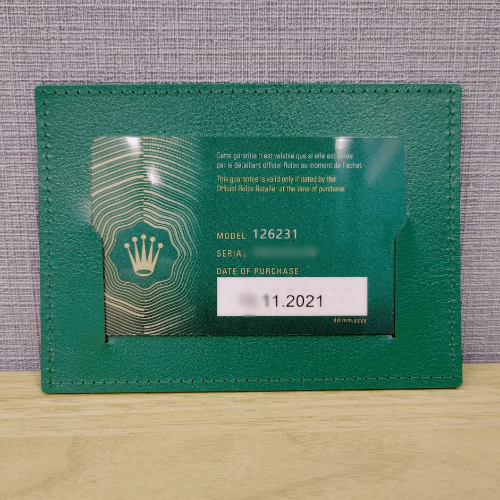 Cette garantie n'est valable que si elle est datée
par le détaillant officiel Rolex au moment de l'achat.
This guarantee is valid only if dated by the
Official Rolex Retailer at the time of purchase.
MODEL 126231
SERIAL
DATE OF PURCHASE
11.2021
dd.mm.yyyy